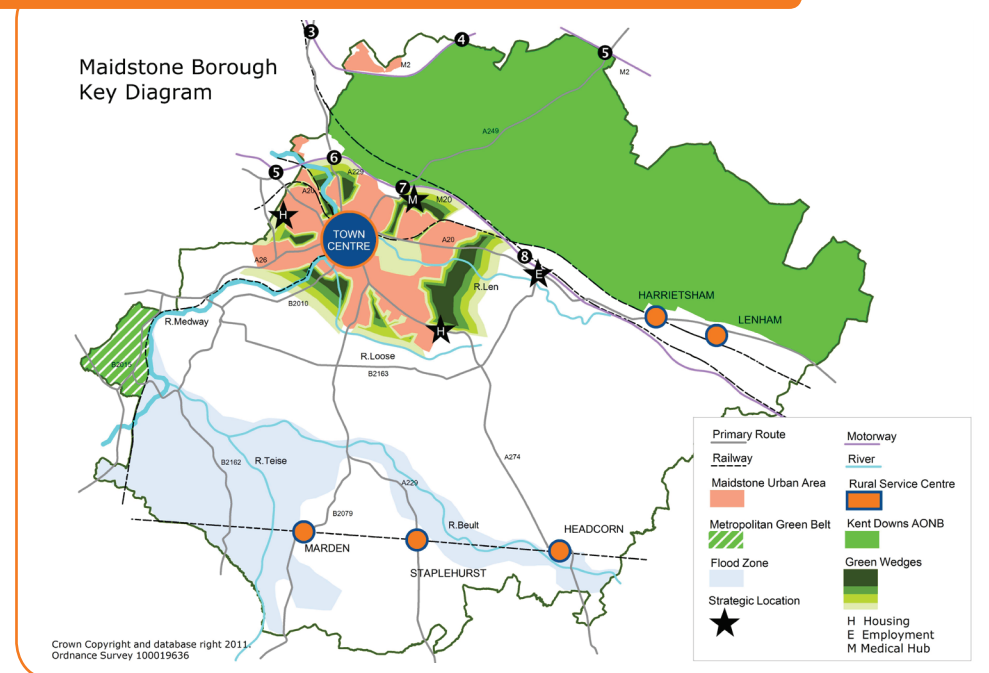 Maidstone Borough
Key Diagram
3
4
5
M2
M2
A249
6
5
A229
7
A20
M
M20
H
TOWN
CENTRE
A20
A26
8
E
R.Len
HARRIETSHAM
B2010
LENHAM
R.Medway
H
R.Loose
B2163
B2015
A274
B2162
R.Teise
A229
B2079
R.Beult
HEADCORN
MARDEN
STAPLEHURST
Primary Route
Motorway
Railway
River
Maidstone Urban Area
Rural Service Centre
Metropolitan Green Belt
Kent Downs AONB
Flood Zone
Green Wedges
Strategic Location
H Housing
E Employment
M Medical Hub
Crown Copyright and database right 2011.
Ordnance Survey 100019636